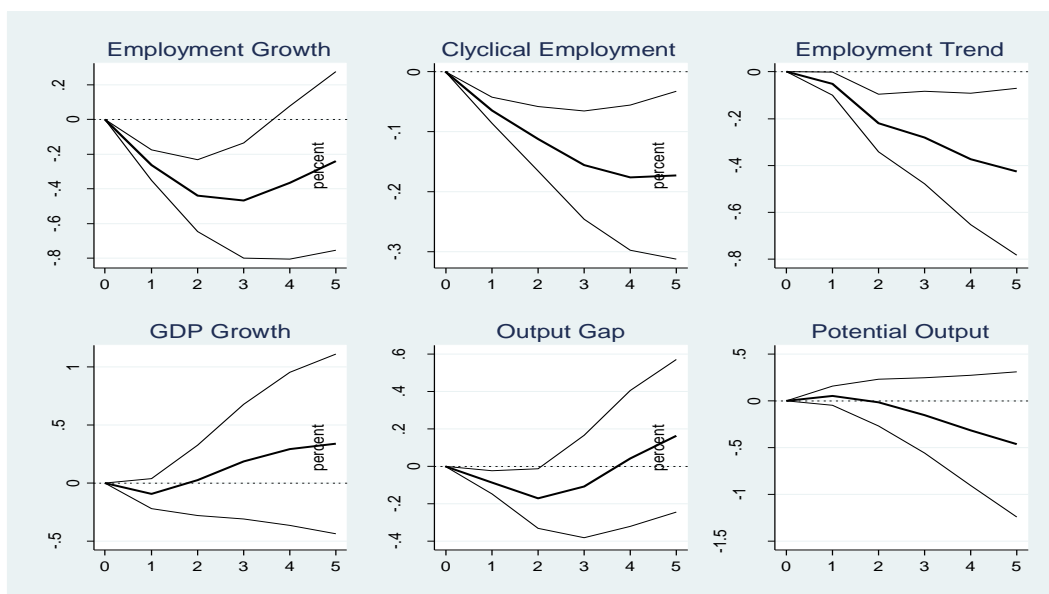 Employment Growth
.2
0
-.2
-.4
-.6
-.8
percent
0 1 2 3 4 5
Clyclical Employment
0
-.1
-.2
-.3
percent
0 1 2 3 4 5
Employment Trend
0
-.2
-.4
-.6
-.8
0 1 2 3 4 5
GDP Growth
1
.5
0
-.5
percent
0 1 2 3 4 5
Output Gap
.6
.4
.2
0
-.2
-.4
percent
0 1 2 3 4 5
Potential Output
.5
0
-.5
-1
-1.5
0 1 2 3 4 5